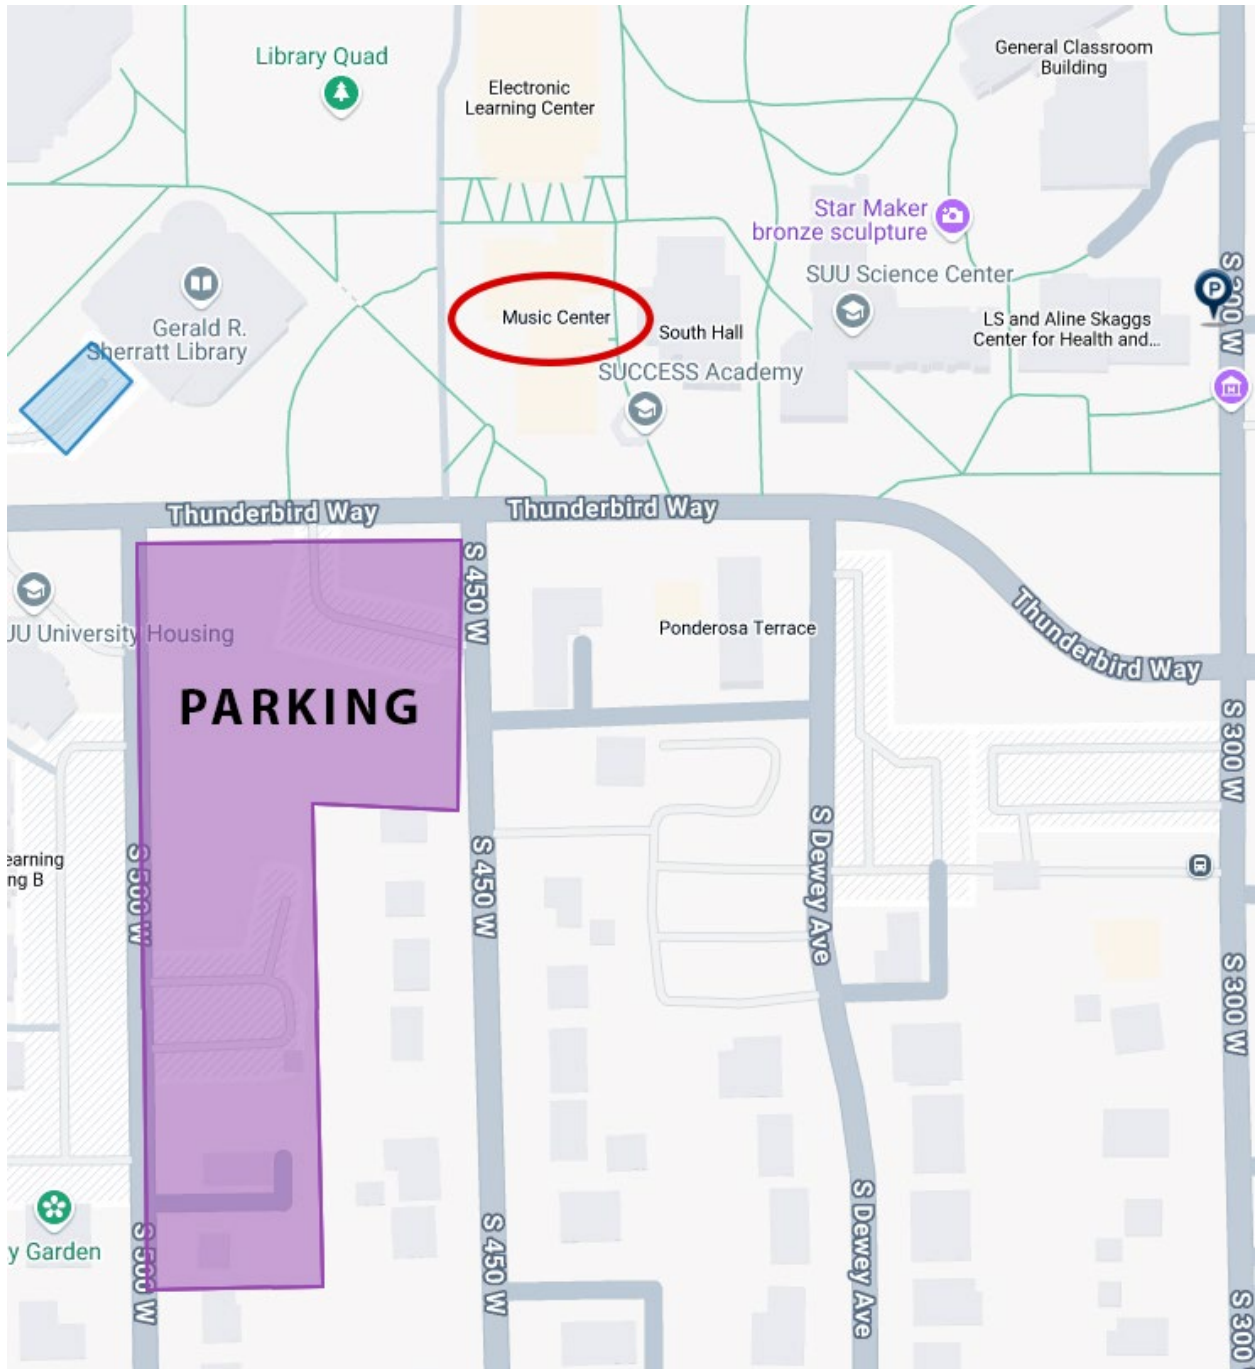 Library Quad
Electronic
Learning Center
General Classroom
Building
Star Maker
bronze sculpture
SUU Science Center
S 300 W
P
Gerald R.
Sherratt Library
Music Center
South Hall
LS and Aline Skaggs
Center for Health and...
SUCCESS Academy
Thunderbird Way
Thunderbird Way
S 450 W
Thunderbird Way
UU University Housing
Ponderosa Terrace
PARKING
S 300 W
earning
ng B
S 500 W
S 450 W
S Dewey Ave
S 300 W
y Garden
S 500 W
S 450 W
S Dewey Ave
S 300